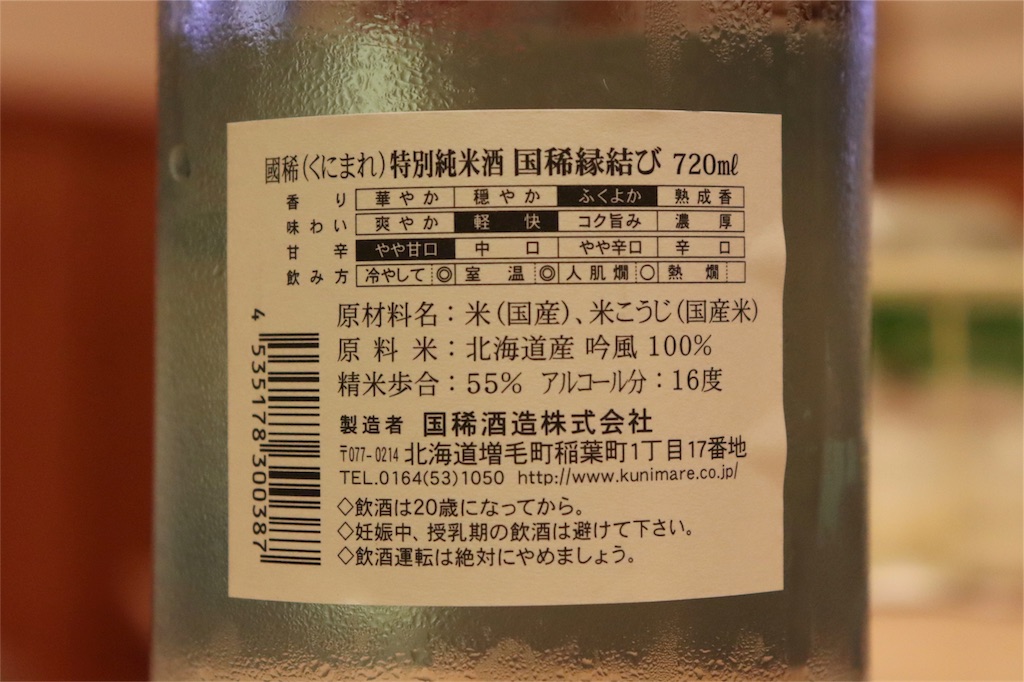 國稀(くにまれ)特別純米酒 国稀縁結び 720mℓ
香り 華やか 穏やか ふくよか 熟成香
味わい 爽やか 軽快 コク旨み 濃厚
甘辛 やや甘口 中口 やや辛口 辛口
飲み方 冷やして◎ 室温◎ 人肌燗○ 熱燗
原材料名:米(国産)、米こうじ(国産米)
原料米:北海道産 吟風 100%
精米歩合:55% アルコール分:16度
製造者 国稀酒造株式会社
〒077-0214 北海道増毛町稲葉町1丁目17番地
TEL.0164(53)1050 http://www.kunimare.co.jp/
◇飲酒は20歳になってから。
◇妊娠中、授乳期の飲酒は避けて下さい。
◇飲酒運転は絶対にやめましょう。
4 535178 300387